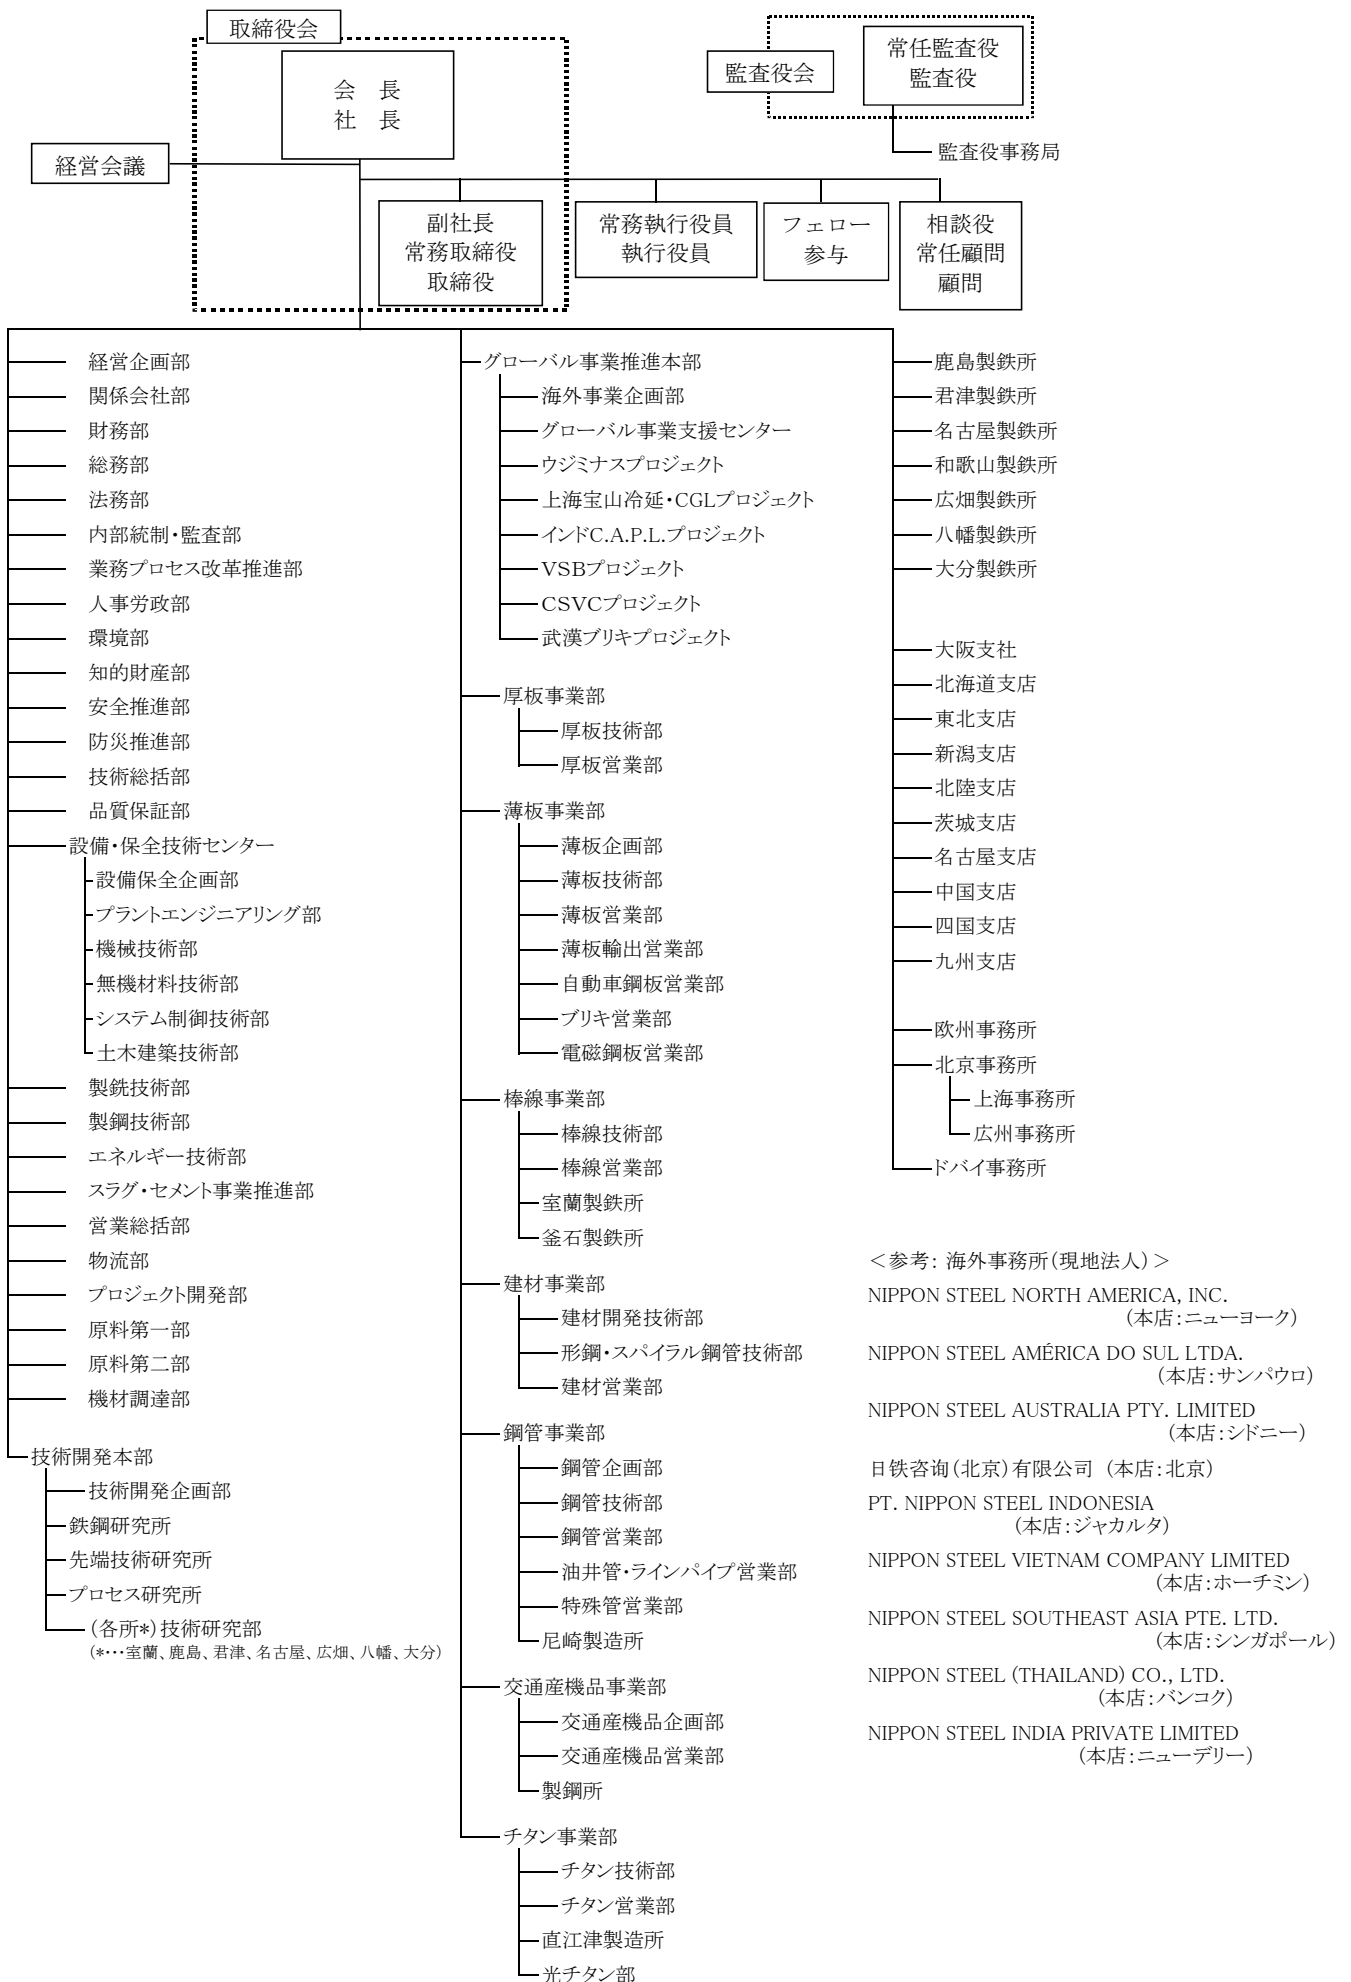 取締役会
会　長
社　長
監査役会
常任監査役
監査役
監査役事務局
経営会議
副社長
常務取締役
取締役
常務執行役員
執行役員
フェロー
参与
相談役
常任顧問
顧問
経営企画部
関係会社部
財務部
総務部
法務部
内部統制・監査部
業務プロセス改革推進部
人事労政部
環境部
知的財産部
安全推進部
防災推進部
技術総括部
品質保証部
設備・保全技術センター
設備保全企画部
プラントエンジニアリング部
機械技術部
無機材料技術部
システム制御技術部
土木建築技術部
製銑技術部
製鋼技術部
エネルギー技術部
スラグ・セメント事業推進部
営業総括部
物流部
プロジェクト開発部
原料第一部
原料第二部
機材調達部
技術開発本部
技術開発企画部
鉄鋼研究所
先端技術研究所
プロセス研究所
（各所*）技術研究部
（*・・・室蘭、鹿島、君津、名古屋、広畑、八幡、大分）
グローバル事業推進本部
海外事業企画部
グローバル事業支援センター
ウジミナスプロジェクト
上海宝山冷延・CGLプロジェクト
インドC.A.P.L.プロジェクト
VSBプロジェクト
CSVCプロジェクト
武漢ブリキプロジェクト
厚板事業部
厚板技術部
厚板営業部
薄板事業部
薄板企画部
薄板技術部
薄板営業部
薄板輸出営業部
自動車鋼板営業部
ブリキ営業部
電磁鋼板営業部
棒線事業部
棒線技術部
棒線営業部
室蘭製鉄所
釜石製鉄所
建材事業部
建材開発技術部
形鋼・スパイラル鋼管技術部
建材営業部
鋼管事業部
鋼管企画部
鋼管技術部
鋼管営業部
油井管・ラインパイプ営業部
特殊管営業部
尼崎製造所
交通産機品事業部
交通産機品企画部
交通産機品営業部
製鋼所
チタン事業部
チタン技術部
チタン営業部
直江津製造所
光チタン部
鹿島製鉄所
君津製鉄所
名古屋製鉄所
和歌山製鉄所
広畑製鉄所
八幡製鉄所
大分製鉄所
大阪支社
北海道支店
東北支店
新潟支店
北陸支店
茨城支店
名古屋支店
中国支店
四国支店
九州支店
欧州事務所
北京事務所
上海事務所
広州事務所
ドバイ事務所
＜参考：海外事務所（現地法人）＞
NIPPON STEEL NORTH AMERICA, INC.
（本店：ニューヨーク）
NIPPON STEEL AMÉRICA DO SUL LTDA.
（本店：サンパウロ）
NIPPON STEEL AUSTRALIA PTY. LIMITED
（本店：シドニー）
日铁咨询（北京）有限公司 （本店：北京）
PT. NIPPON STEEL INDONESIA
（本店：ジャカルタ）
NIPPON STEEL VIETNAM COMPANY LIMITED
（本店：ホーチミン）
NIPPON STEEL SOUTHEAST ASIA PTE. LTD.
（本店：シンガポール）
NIPPON STEEL (THAILAND) CO., LTD.
（本店：バンコク）
NIPPON STEEL INDIA PRIVATE LIMITED
（本店：ニューデリー）